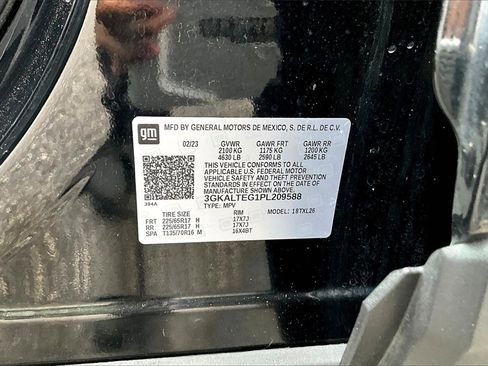 gm MFD BY GENERAL MOTORS DE MEXICO, S. DE R.L. DE C.V.
02/23 GVWR GAWR FRT GAWR RR
2100 KG 1175 KG 1200 KG
4630 LB 2590 LB 2645 LB
THIS VEHICLE CONFORMS TO ALL
APPLICABLE U.S. FEDERAL MOTOR
VEHICLE SAFETY AND THEFT
PREVENTION STANDARDS IN EFFECT
ON THE DATE OF MANUFACTURE
SHOWN ABOVE.
3GKALTEG1PL209588
394A TYPE: MPV
TIRE SIZE RIM MODEL: 1BTXL26
FRT 225/65R17 H 17X7J
RR 225/65R17 H 17X7J
SPA T135/70R16 M 16X4BT